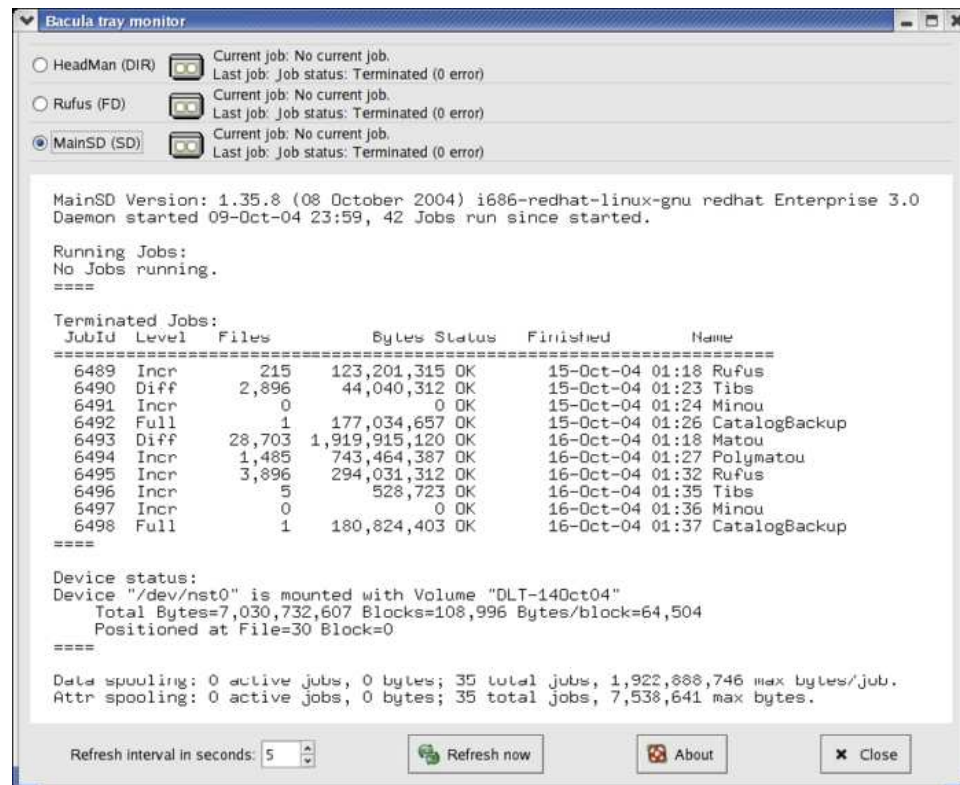 Bacula tray monitor
HeadMan (DIR)
Current job: No current job.
Last job: Job status: Terminated (0 error)
Rufus (FD)
Current job: No current job.
Last job: Job status: Terminated (0 error)
MainSD (SD)
Current job: No current job.
Last job: Job status: Terminated (0 error)
MainSD Version: 1.35.8 (08 October 2004) i686-redhat-linux-gnu redhat Enterprise 3.0
Daemon started 09-Oct-04 23:59, 42 Jobs run since started.
Running Jobs:
No Jobs running.
====
Terminated Jobs:
JobId Level Files Bytes Status Finished Name
======================================================================
6489 Incr 215 123,201,315 OK 15-Oct-04 01:18 Rufus
6490 Diff 2,896 44,040,312 OK 15-Oct-04 01:23 Tibs
6491 Incr 0 0 OK 15-Oct-04 01:24 Minou
6492 Full 1 177,034,657 OK 15-Oct-04 01:26 CatalogBackup
6493 Diff 28,703 1,919,915,120 OK 16-Oct-04 01:18 Matou
6494 Incr 1,485 743,464,387 OK 16-Oct-04 01:27 Polymatou
6495 Incr 3,896 294,031,312 OK 16-Oct-04 01:32 Rufus
6496 Incr 5 528,723 OK 16-Oct-04 01:35 Tibs
6497 Incr 0 0 OK 16-Oct-04 01:36 Minou
6498 Full 1 180,824,403 OK 16-Oct-04 01:37 CatalogBackup
====
Device status:
Device "/dev/nst0" is mounted with Volume "DLT-14Oct04"
Total Bytes=7,030,732,607 Blocks=108,996 Bytes/block=64,504
Positioned at File=30 Block=0
====
Data spooling: 0 active jobs, 0 bytes; 35 total jobs, 1,922,888,746 max bytes/job.
Attr spooling: 0 active jobs, 0 bytes; 35 total jobs, 7,538,641 max bytes.
Refresh interval in seconds: 5
Refresh now
About
Close